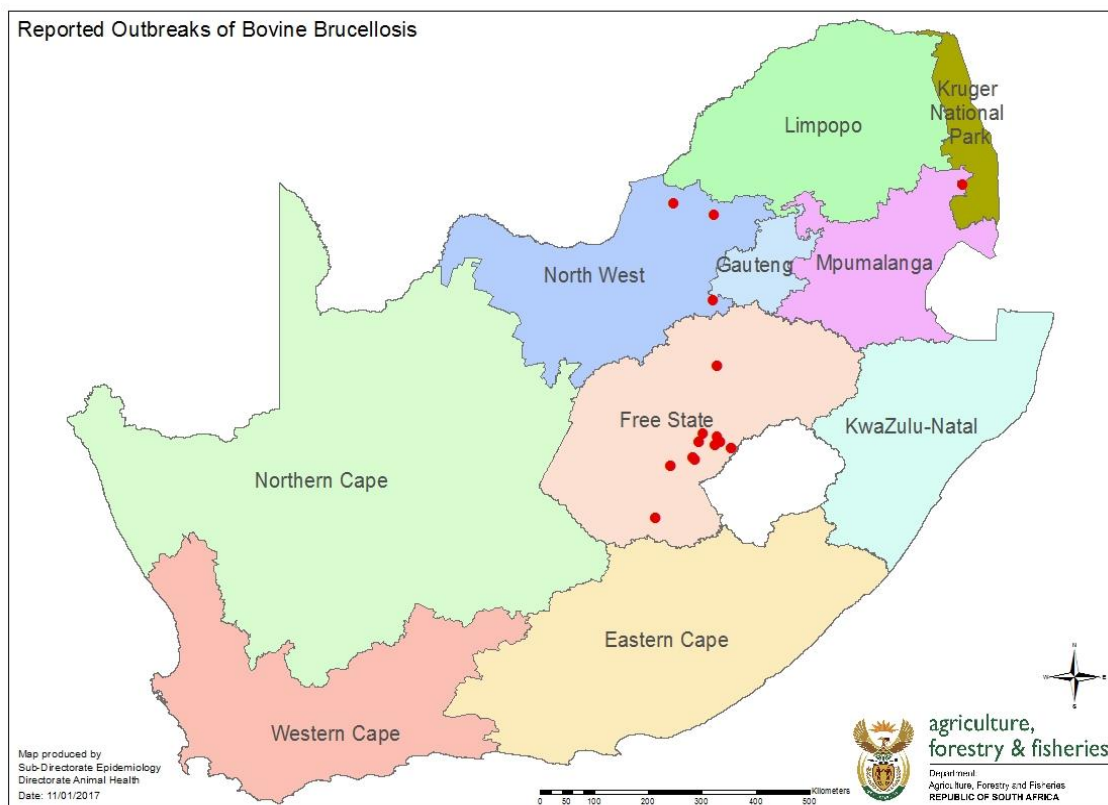 Reported Outbreaks of Bovine Brucellosis
Kruger
National
Park
Limpopo
North West
Gauteng
Mpumalanga
Free State
KwaZulu-Natal
Northern Cape
Eastern Cape
Western Cape
N
W
E
S
Map produced by
Sub-Directorate Epidemiology
Directorate Animal Health
Date: 11/01/2017
Kilometers
0 50 100 200 300 400 500
agriculture,
forestry & fisheries
Department:
Agriculture, Forestry and Fisheries
REPUBLIC OF SOUTH AFRICA